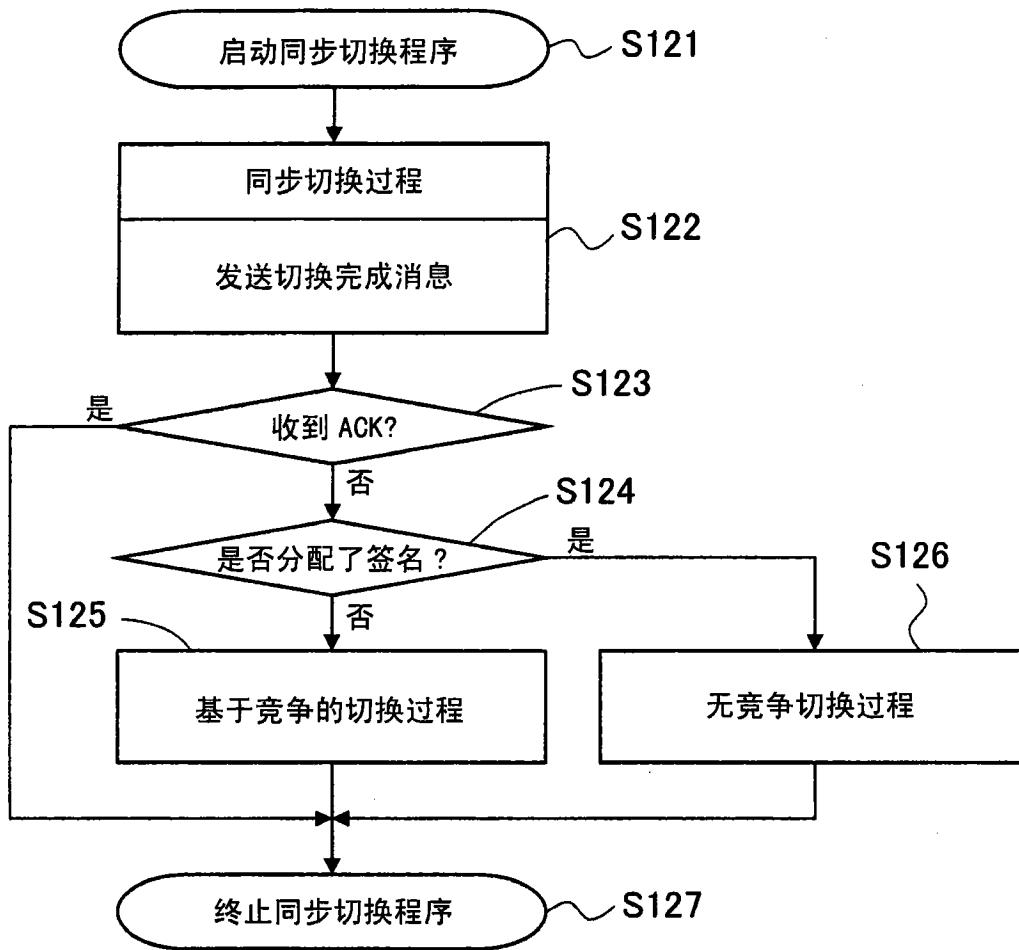 启动同步切换程序
S121
同步切换过程
发送切换完成消息
S122
S123
是
收到 ACK?
否
S124
是否分配了签名?
是
S126
S125
否
基于竞争的切换过程
无竞争切换过程
终止同步切换程序
S127